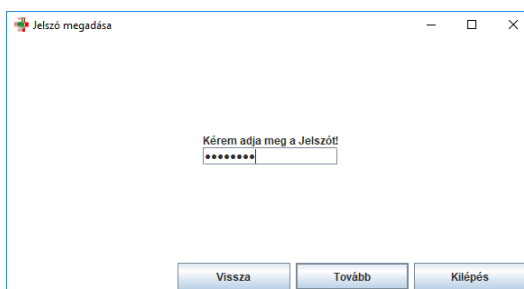 Jelszó megadása
Kérem adja meg a Jelszót!
••••••••
Vissza Tovább Kilépés